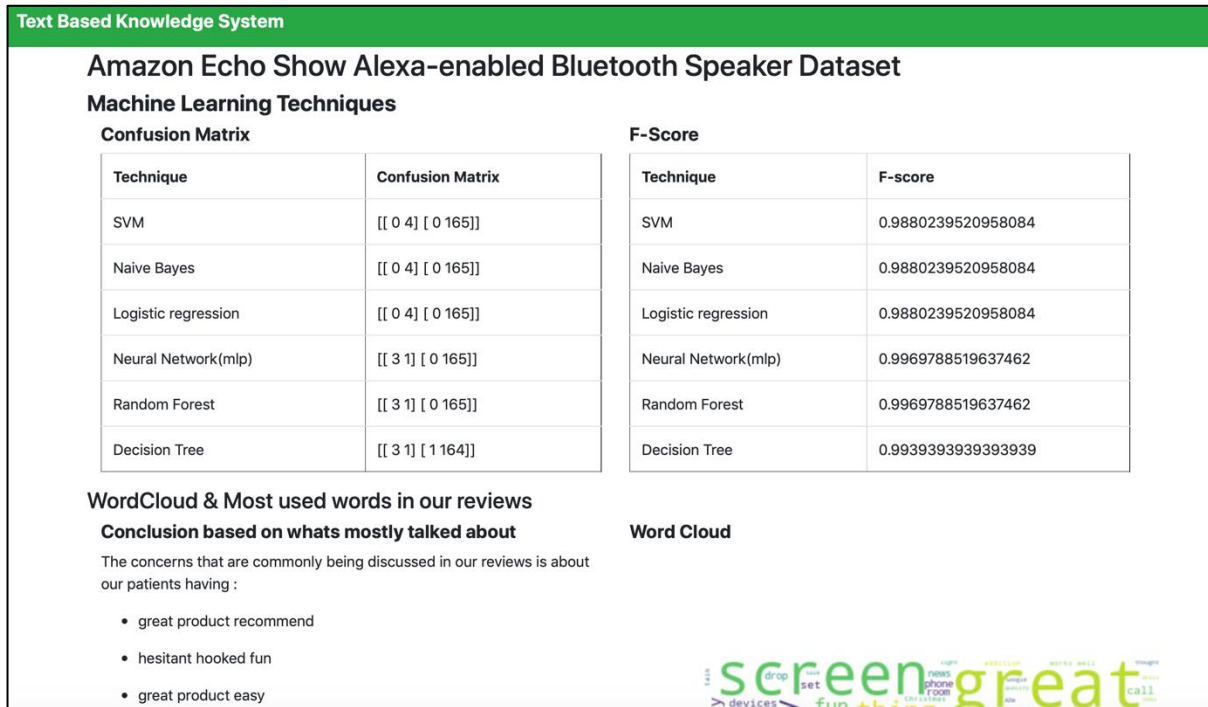 Text Based Knowledge System
Amazon Echo Show Alexa-enabled Bluetooth Speaker Dataset
Machine Learning Techniques
Confusion Matrix
Technique Confusion Matrix
SVM [[ 0 4] [ 0 165]]
Naive Bayes [[ 0 4] [ 0 165]]
Logistic regression [[ 0 4] [ 0 165]]
Neural Network(mlp) [[ 3 1] [ 0 165]]
Random Forest [[ 3 1] [ 0 165]]
Decision Tree [[ 3 1] [ 1 164]]
F-Score
Technique F-score
SVM 0.9880239520958084
Naive Bayes 0.9880239520958084
Logistic regression 0.9880239520958084
Neural Network(mlp) 0.9969788519637462
Random Forest 0.9969788519637462
Decision Tree 0.9939393939393939
WordCloud & Most used words in our reviews
Conclusion based on whats mostly talked about
The concerns that are commonly being discussed in our reviews is about
our patients having :
• great product recommend
• hesitant hooked fun
• great product easy
Word Cloud
screen
great
drop
set
news
phone
room
addition
works well
thought
call
devices
fun
thing
Christmas